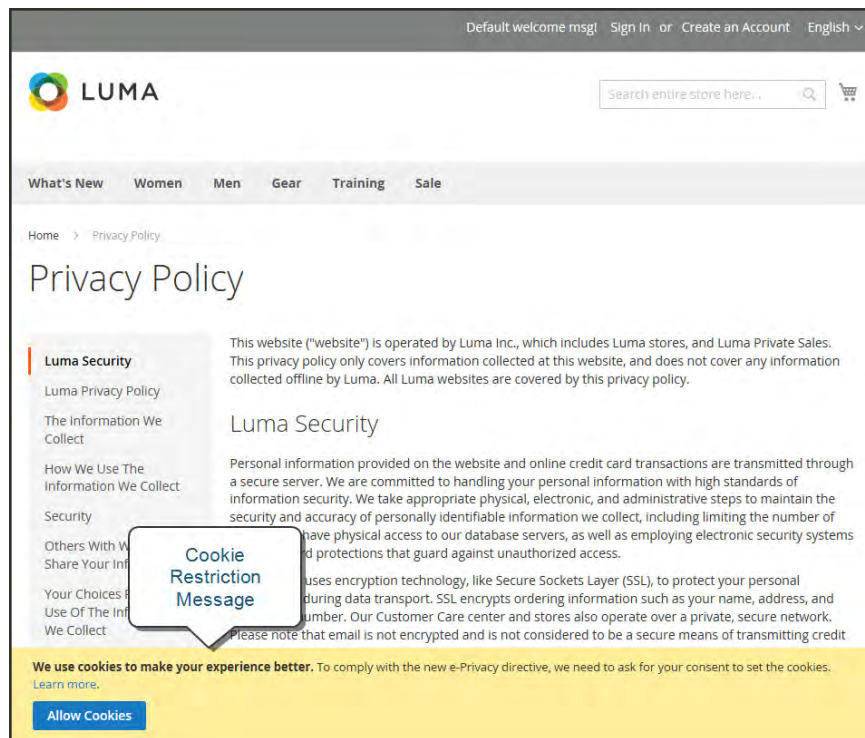 Default welcome msg! Sign In or Create an Account English
LUMA
Search entire store here...
What's New Women Men Gear Training Sale
Home > Privacy Policy
Privacy Policy
Luma Security
Luma Privacy Policy
The Information We
Collect
How We Use The
Information We Collect
Security
Others With W
Share Your Inf
Your Choices
Use Of The Inf
We Collect
This website ("website") is operated by Luma Inc., which includes Luma stores, and Luma Private Sales.
This privacy policy only covers information collected at this website, and does not cover any information
collected offline by Luma. All Luma websites are covered by this privacy policy.
Luma Security
Personal information provided on the website and online credit card transactions are transmitted through
a secure server. We are committed to handling your personal information with high standards of
information security. We take appropriate physical, electronic, and administrative steps to maintain the
security and accuracy of personally identifiable information we collect, including limiting the number of
have physical access to our database servers, as well as employing electronic security systems
protections that guard against unauthorized access.
uses encryption technology, like Secure Sockets Layer (SSL), to protect your personal
during data transport. SSL encrypts ordering information such as your name, address, and
umber. Our Customer Care center and stores also operate over a private, secure network.
Please note that email is not encrypted and is not considered to be a secure means of transmitting credit
Cookie
Restriction
Message
We use cookies to make your experience better. To comply with the new e-Privacy directive, we need to ask for your consent to set the cookies.
Learn more.
Allow Cookies